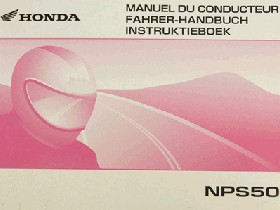 HONDA
MANUEL DU CONDUCTEUR
FAHRER-HANDBUCH
INSTRUKTIEBOEK
NPS50